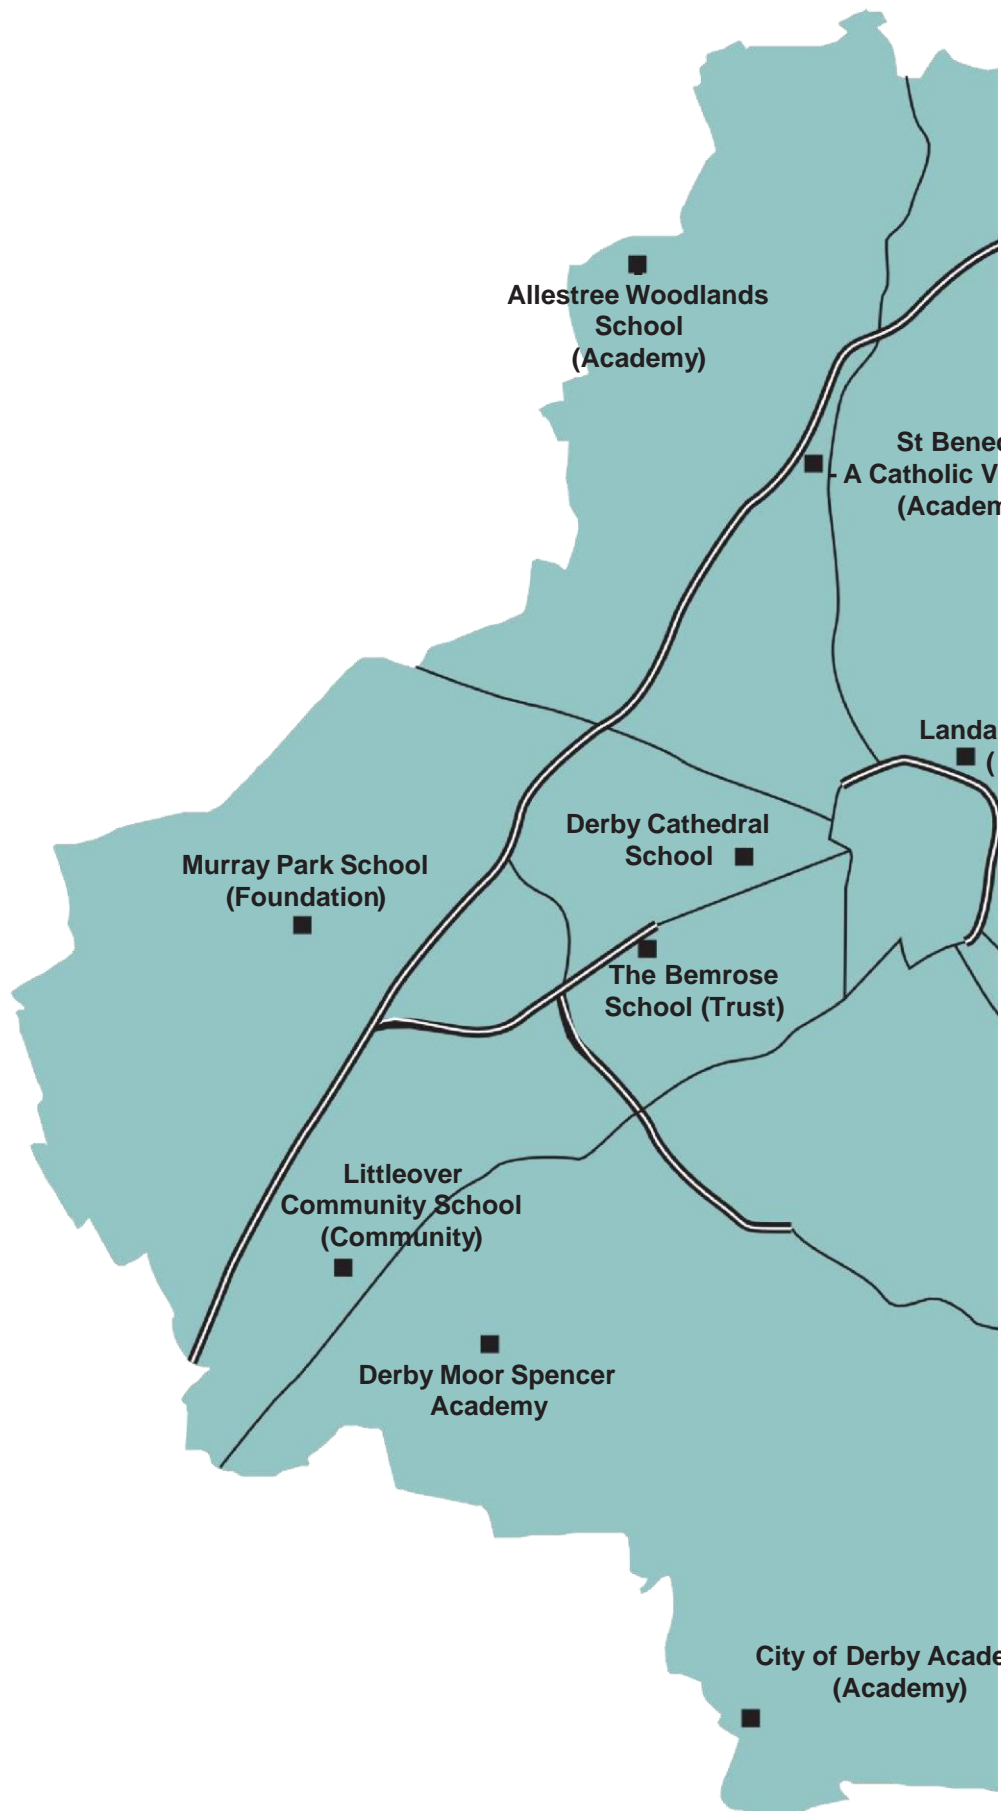 Allestree Woodlands
School
(Academy)
St Bene
- A Catholic V
(Academ
Landa
(
Derby Cathedral
School
Murray Park School
(Foundation)
The Bemrose
School (Trust)
Littleover
Community School
(Community)
Derby Moor Spencer
Academy
City of Derby Acade
(Academy)